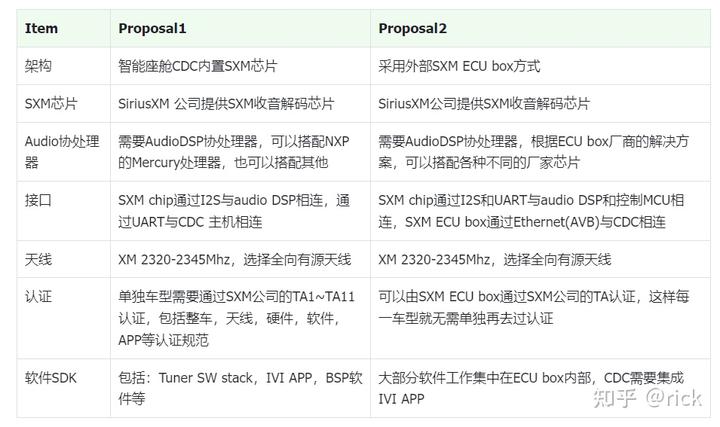 Item Proposal1 Proposal2
架构 智能座舱CDC内置SXM芯片 采用外部SXM ECU box方式
SXM芯片 SiriusXM 公司提供SXM收音解码芯片 SiriusXM公司提供SXM收音解码芯片
Audio协处理器
需要AudioDSP协处理器，可以搭配NXP
的Mercury处理器，也可以搭配其他
需要AudioDSP协处理器，根据ECU box厂商的解决方
案，可以搭配各种不同的厂家芯片
接口
SXM chip通过I2S与audio DSP相连，通
过UART与CDC 主机相连
SXM chip通过I2S和UART与audio DSP和控制MCU相
连，SXM ECU box通过Ethernet(AVB)与CDC相连
天线 XM 2320-2345Mhz，选择全向有源天线 XM 2320-2345Mhz，选择全向有源天线
认证
单独车型需要通过SXM公司的TA1~TA11
认证，包括整车，天线，硬件，软件，
APP等认证规范
可以由SXM ECU box通过SXM公司的TA认证，这样每
一车型就无需单独再去过认证
软件SDK
包括：Tuner SW stack，IVI APP，BSP软
件等
大部分软件工作集中在ECU box内部，CDC需要集成
IVI APP
知乎 @rick